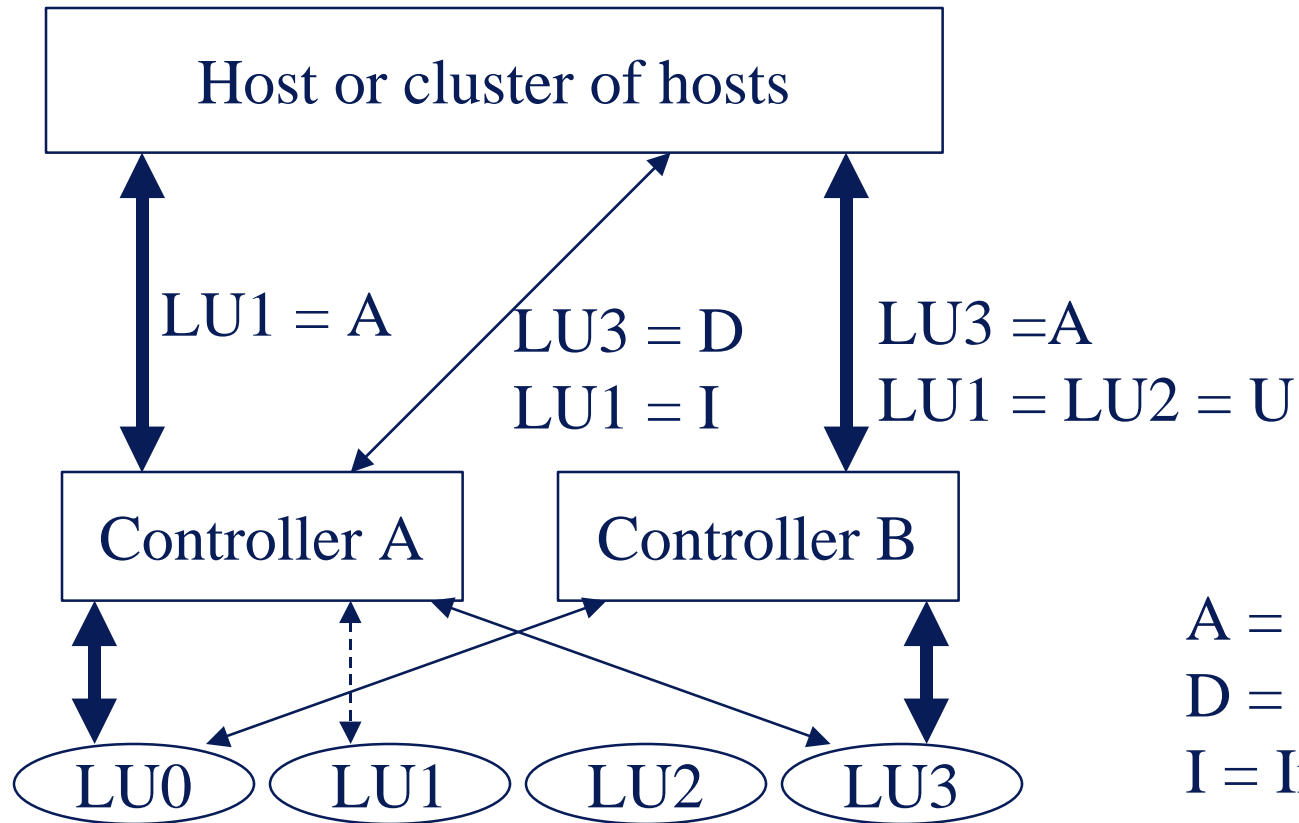 Host or cluster of hosts
LU1 = A
LU3 = D
LU1 = I
LU3 =A
LU1 = LU2 = U
Controller A
Controller B
A =
D =
I =
LU0
LU1
LU2
LU3